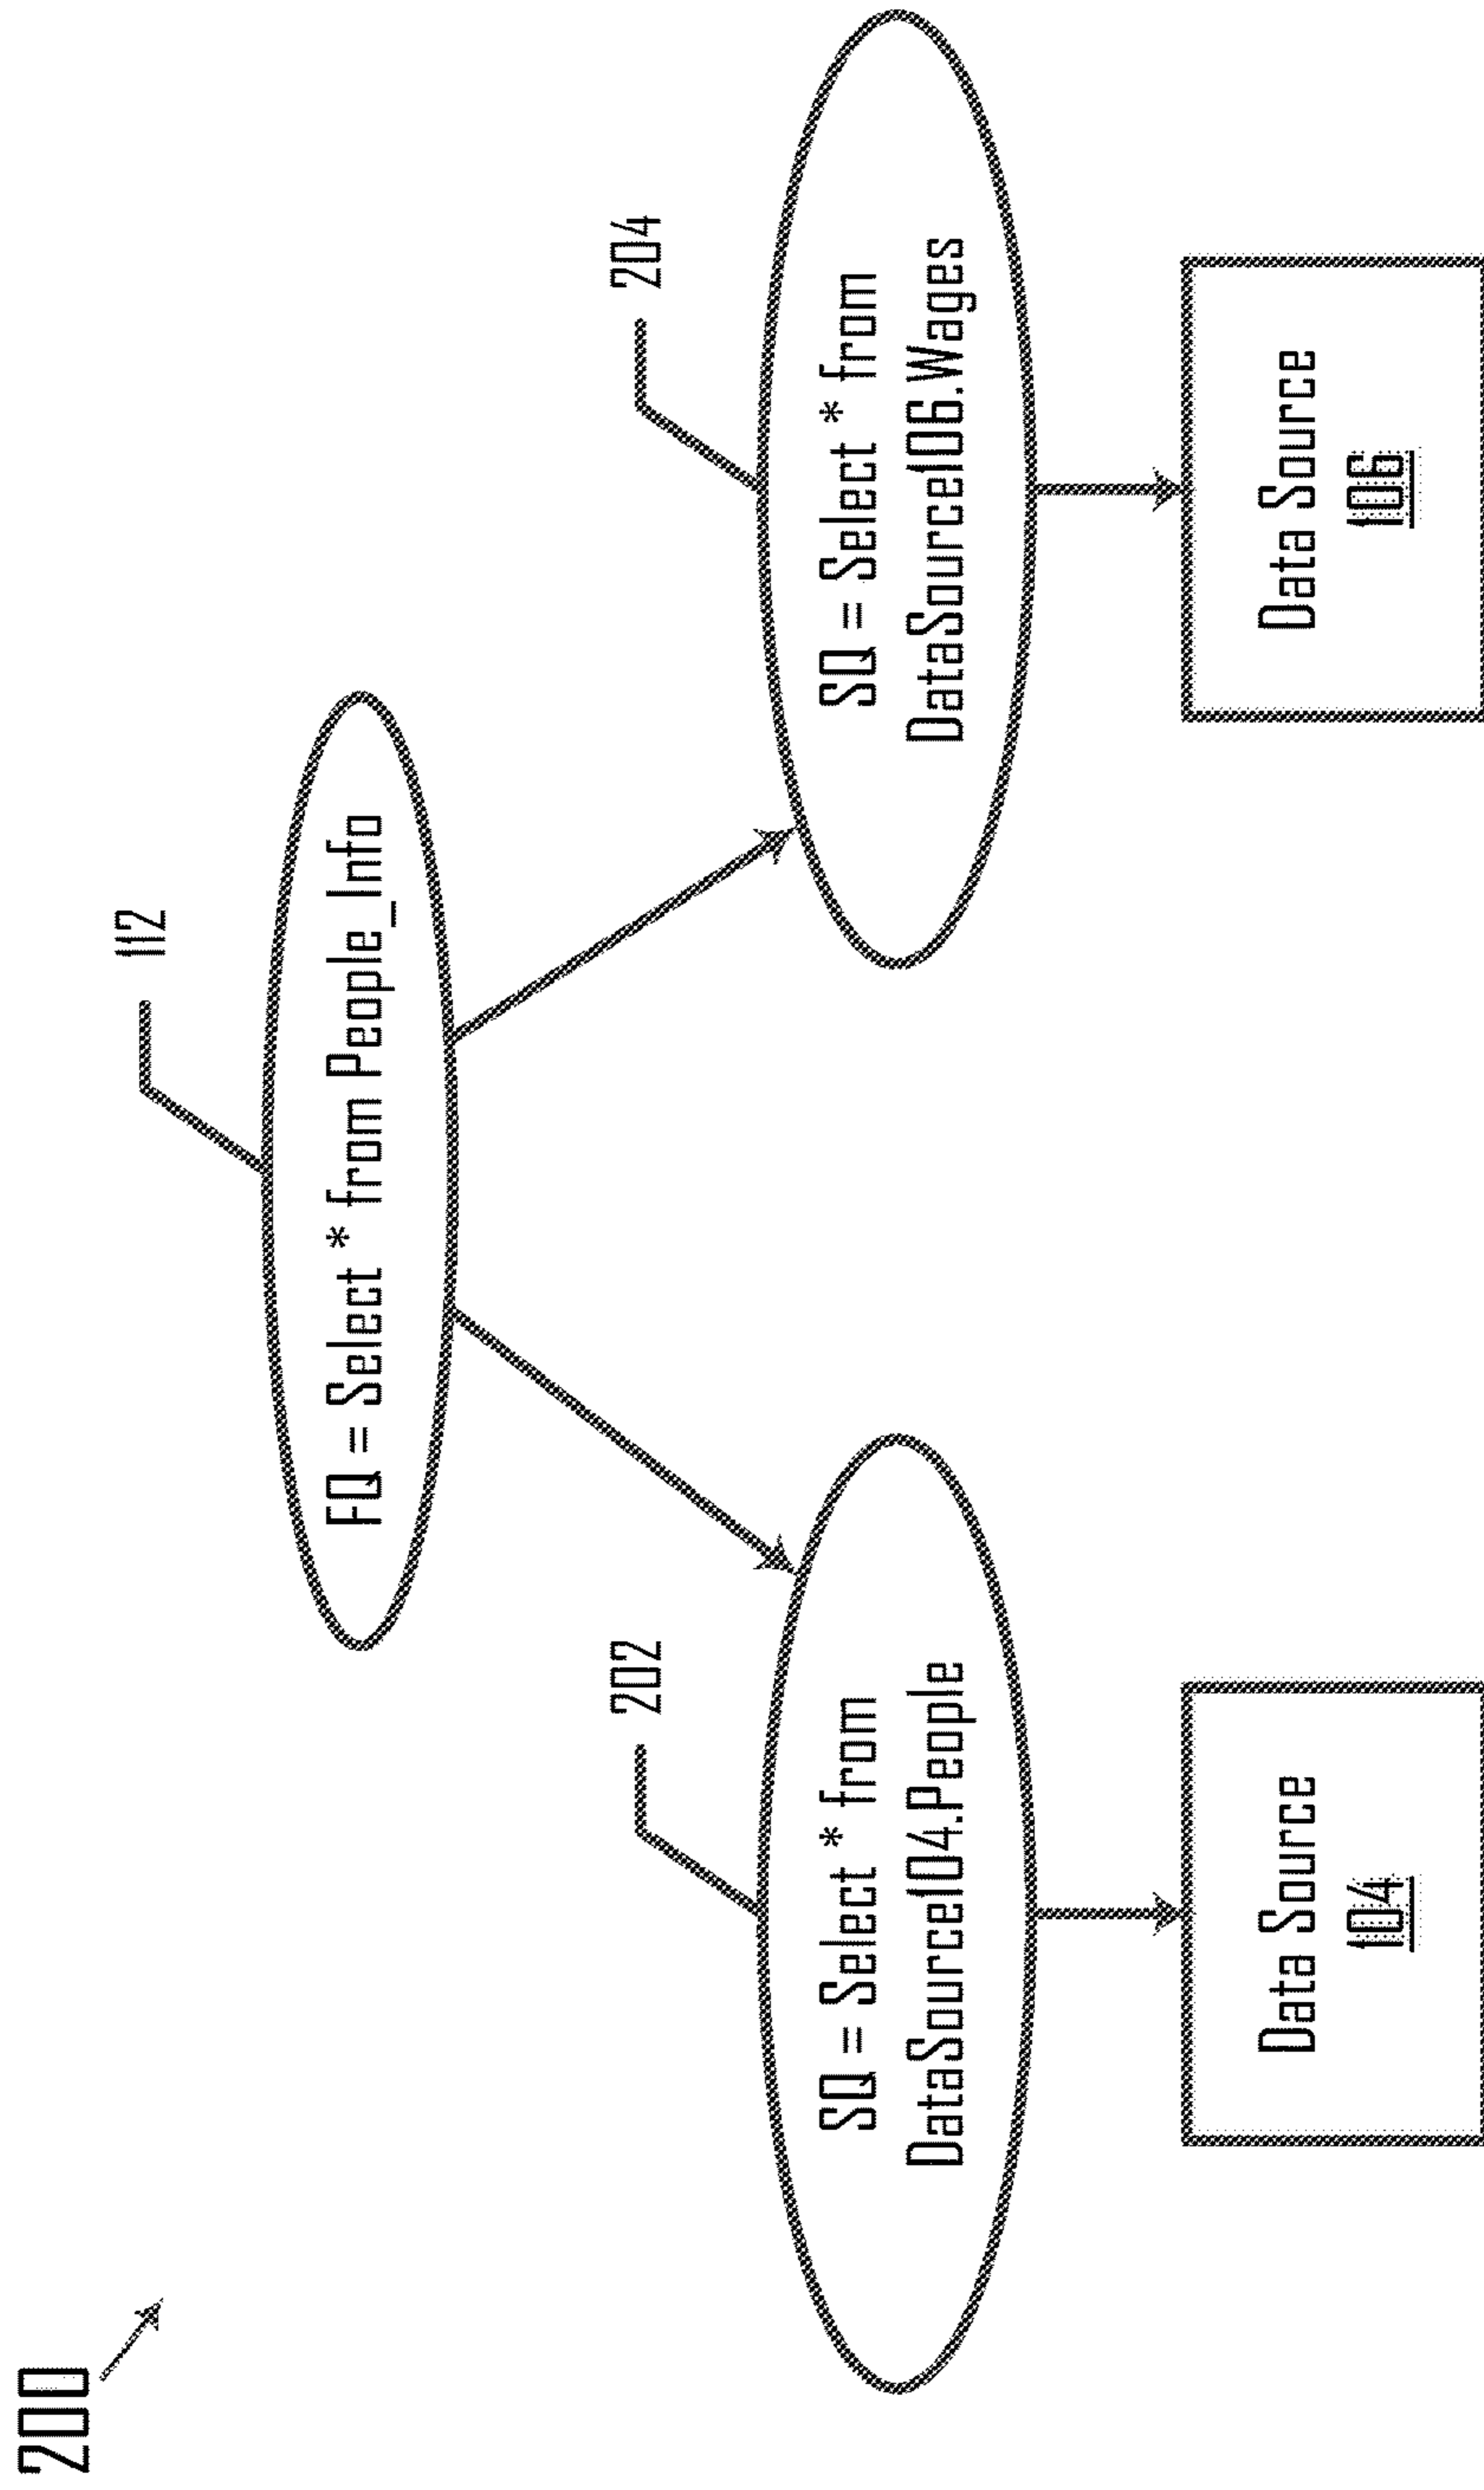 200
112
FQ = Select * from People_Info
202
204
SQ = Select * from
DataSource104.People
SQ = Select * from
DataSource106.Wages
Data Source
104
Data Source
106